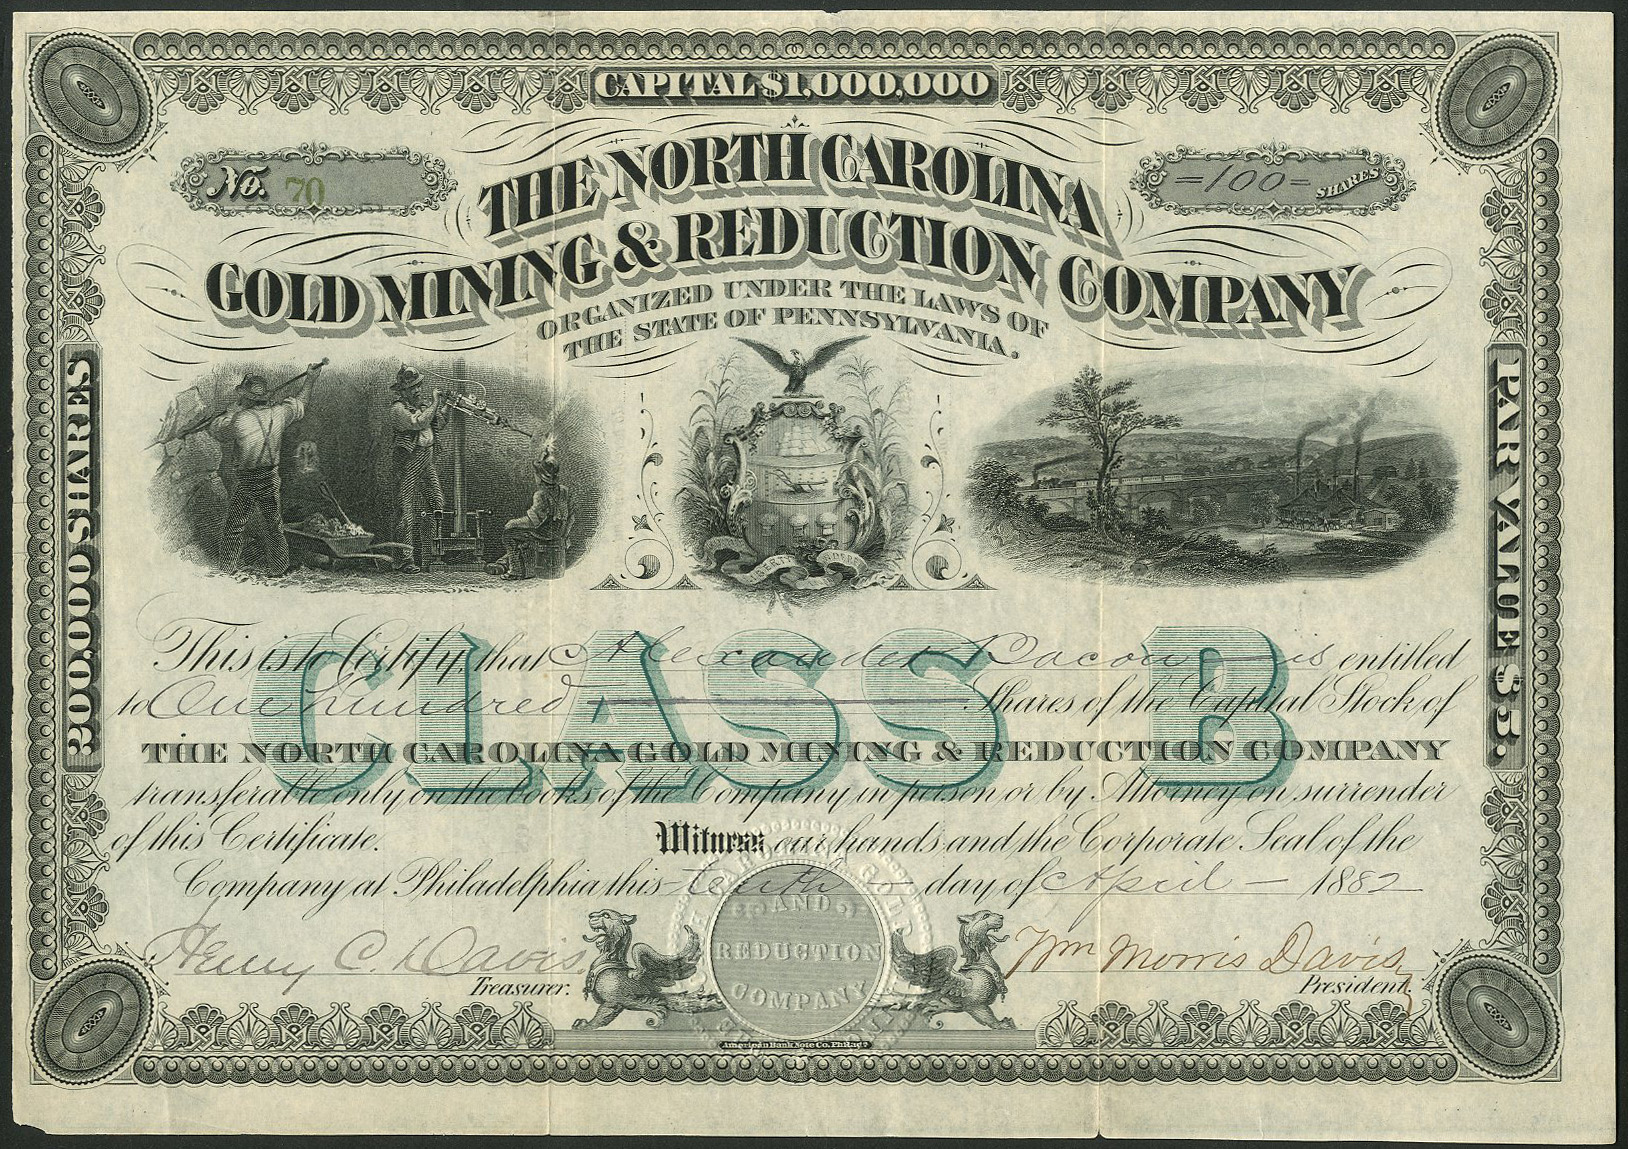 CAPITAL $1,000,000
No. 70
=100= SHARES
THE NORTH CAROLINA
GOLD MINING & REDUCTION COMPANY
ORGANIZED UNDER THE LAWS OF
THE STATE OF PENNSYLVANIA.
200,000 SHARES
PAR VALUE $5.
CLASS B
This is to Certify, that Alexander Bacon is entitled
to One hundred Shares of the Capital Stock of
THE NORTH CAROLINA GOLD MINING & REDUCTION COMPANY
transferable only on the books of the Company in person or by Attorney on surrender
of this Certificate. Witness our hands and the Corporate Seal of the
Company at Philadelphia this tenth day of April 1882
Henry C. Davis
Treasurer.
Wm Morris Davis
President.
AND
REDUCTION
COMPANY
American Bank Note Co. Philada